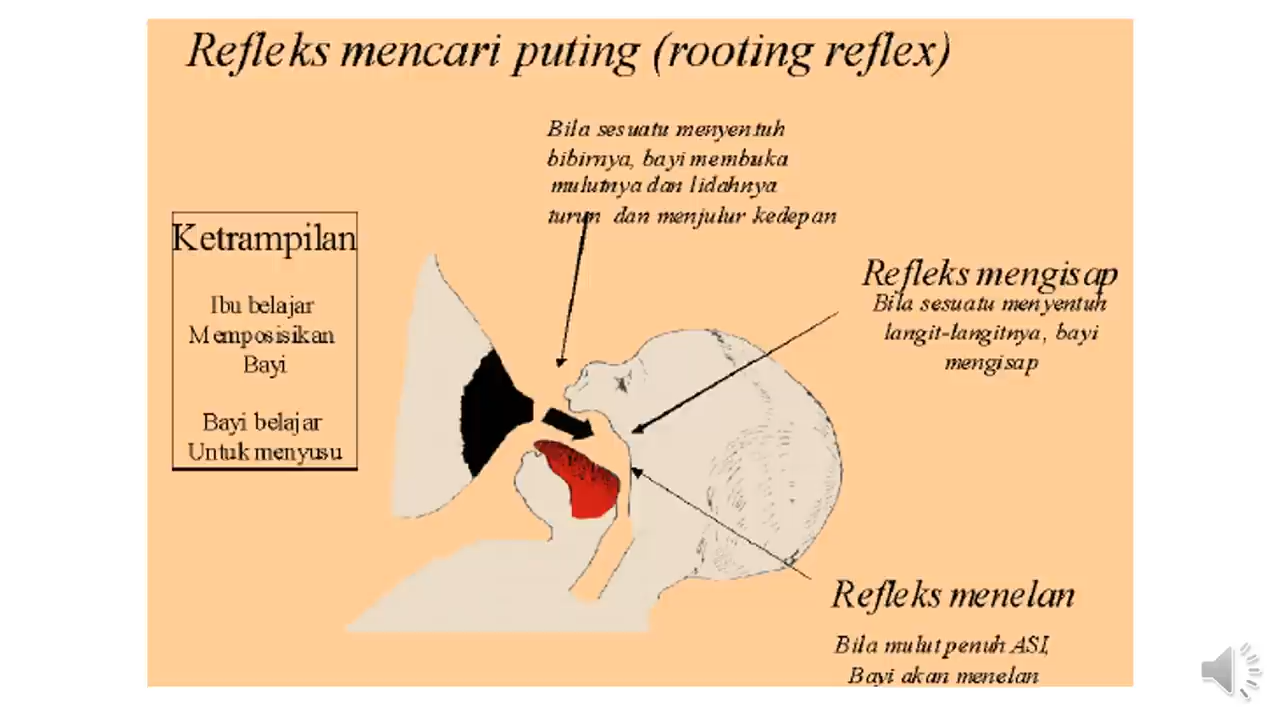 Refleks mencari puting (rooting reflex)
Bila sesuatu menyentuh
bibirnya, bayi membuka
mulutnya dan lidahnya
turun dan menjulur kedepan
Ketrampilan
Ibu belajar
Memposisikan
Bayi
Bayi belajar
Untuk menyusu
Refleks mengisap
Bila sesuatu menyentuh
langit-langitnya, bayi
mengisap
Refleks menelan
Bila mulut penuh ASI,
Bayi akan menelan